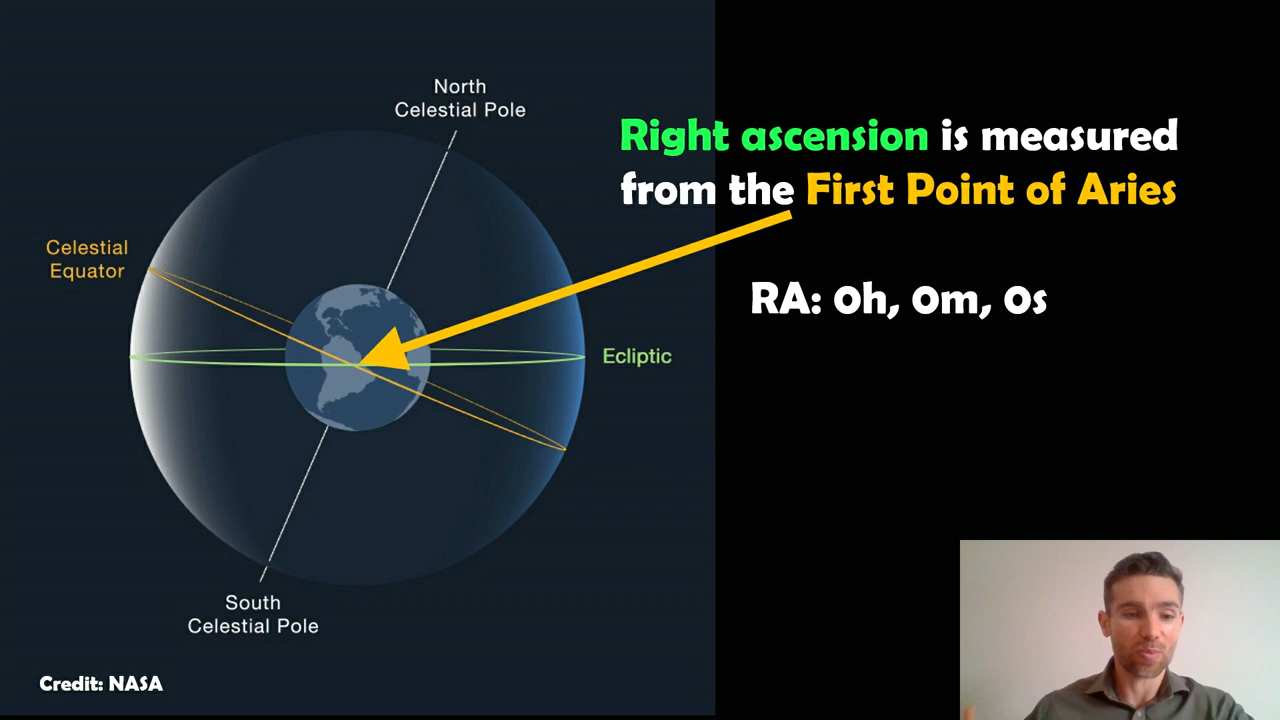 North
Celestial Pole
Right ascension is measured
from the First Point of Aries
Celestial
Equator
RA: 0h, 0m, 0s
Ecliptic
South
Celestial Pole
Credit: NASA